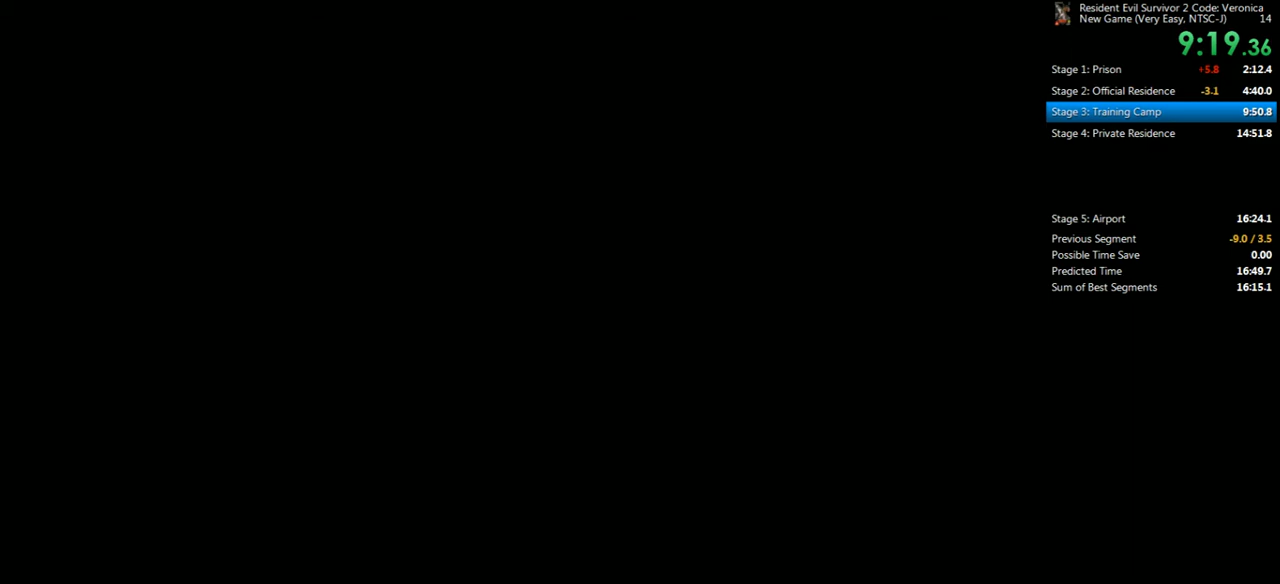 Resident Evil Survivor 2 Code: Veronica
New Game (Very Easy, NTSC-J) 14
9:19.36
Stage 1: Prison +5.8 2:12.4
Stage 2: Official Residence -3.1 4:40.0
Stage 3: Training Camp 9:50.8
Stage 4: Private Residence 14:51.8
Stage 5: Airport 16:24.1
Previous Segment -9.0 / 3.5
Possible Time Save 0.00
Predicted Time 16:49.7
Sum of Best Segments 16:15.1